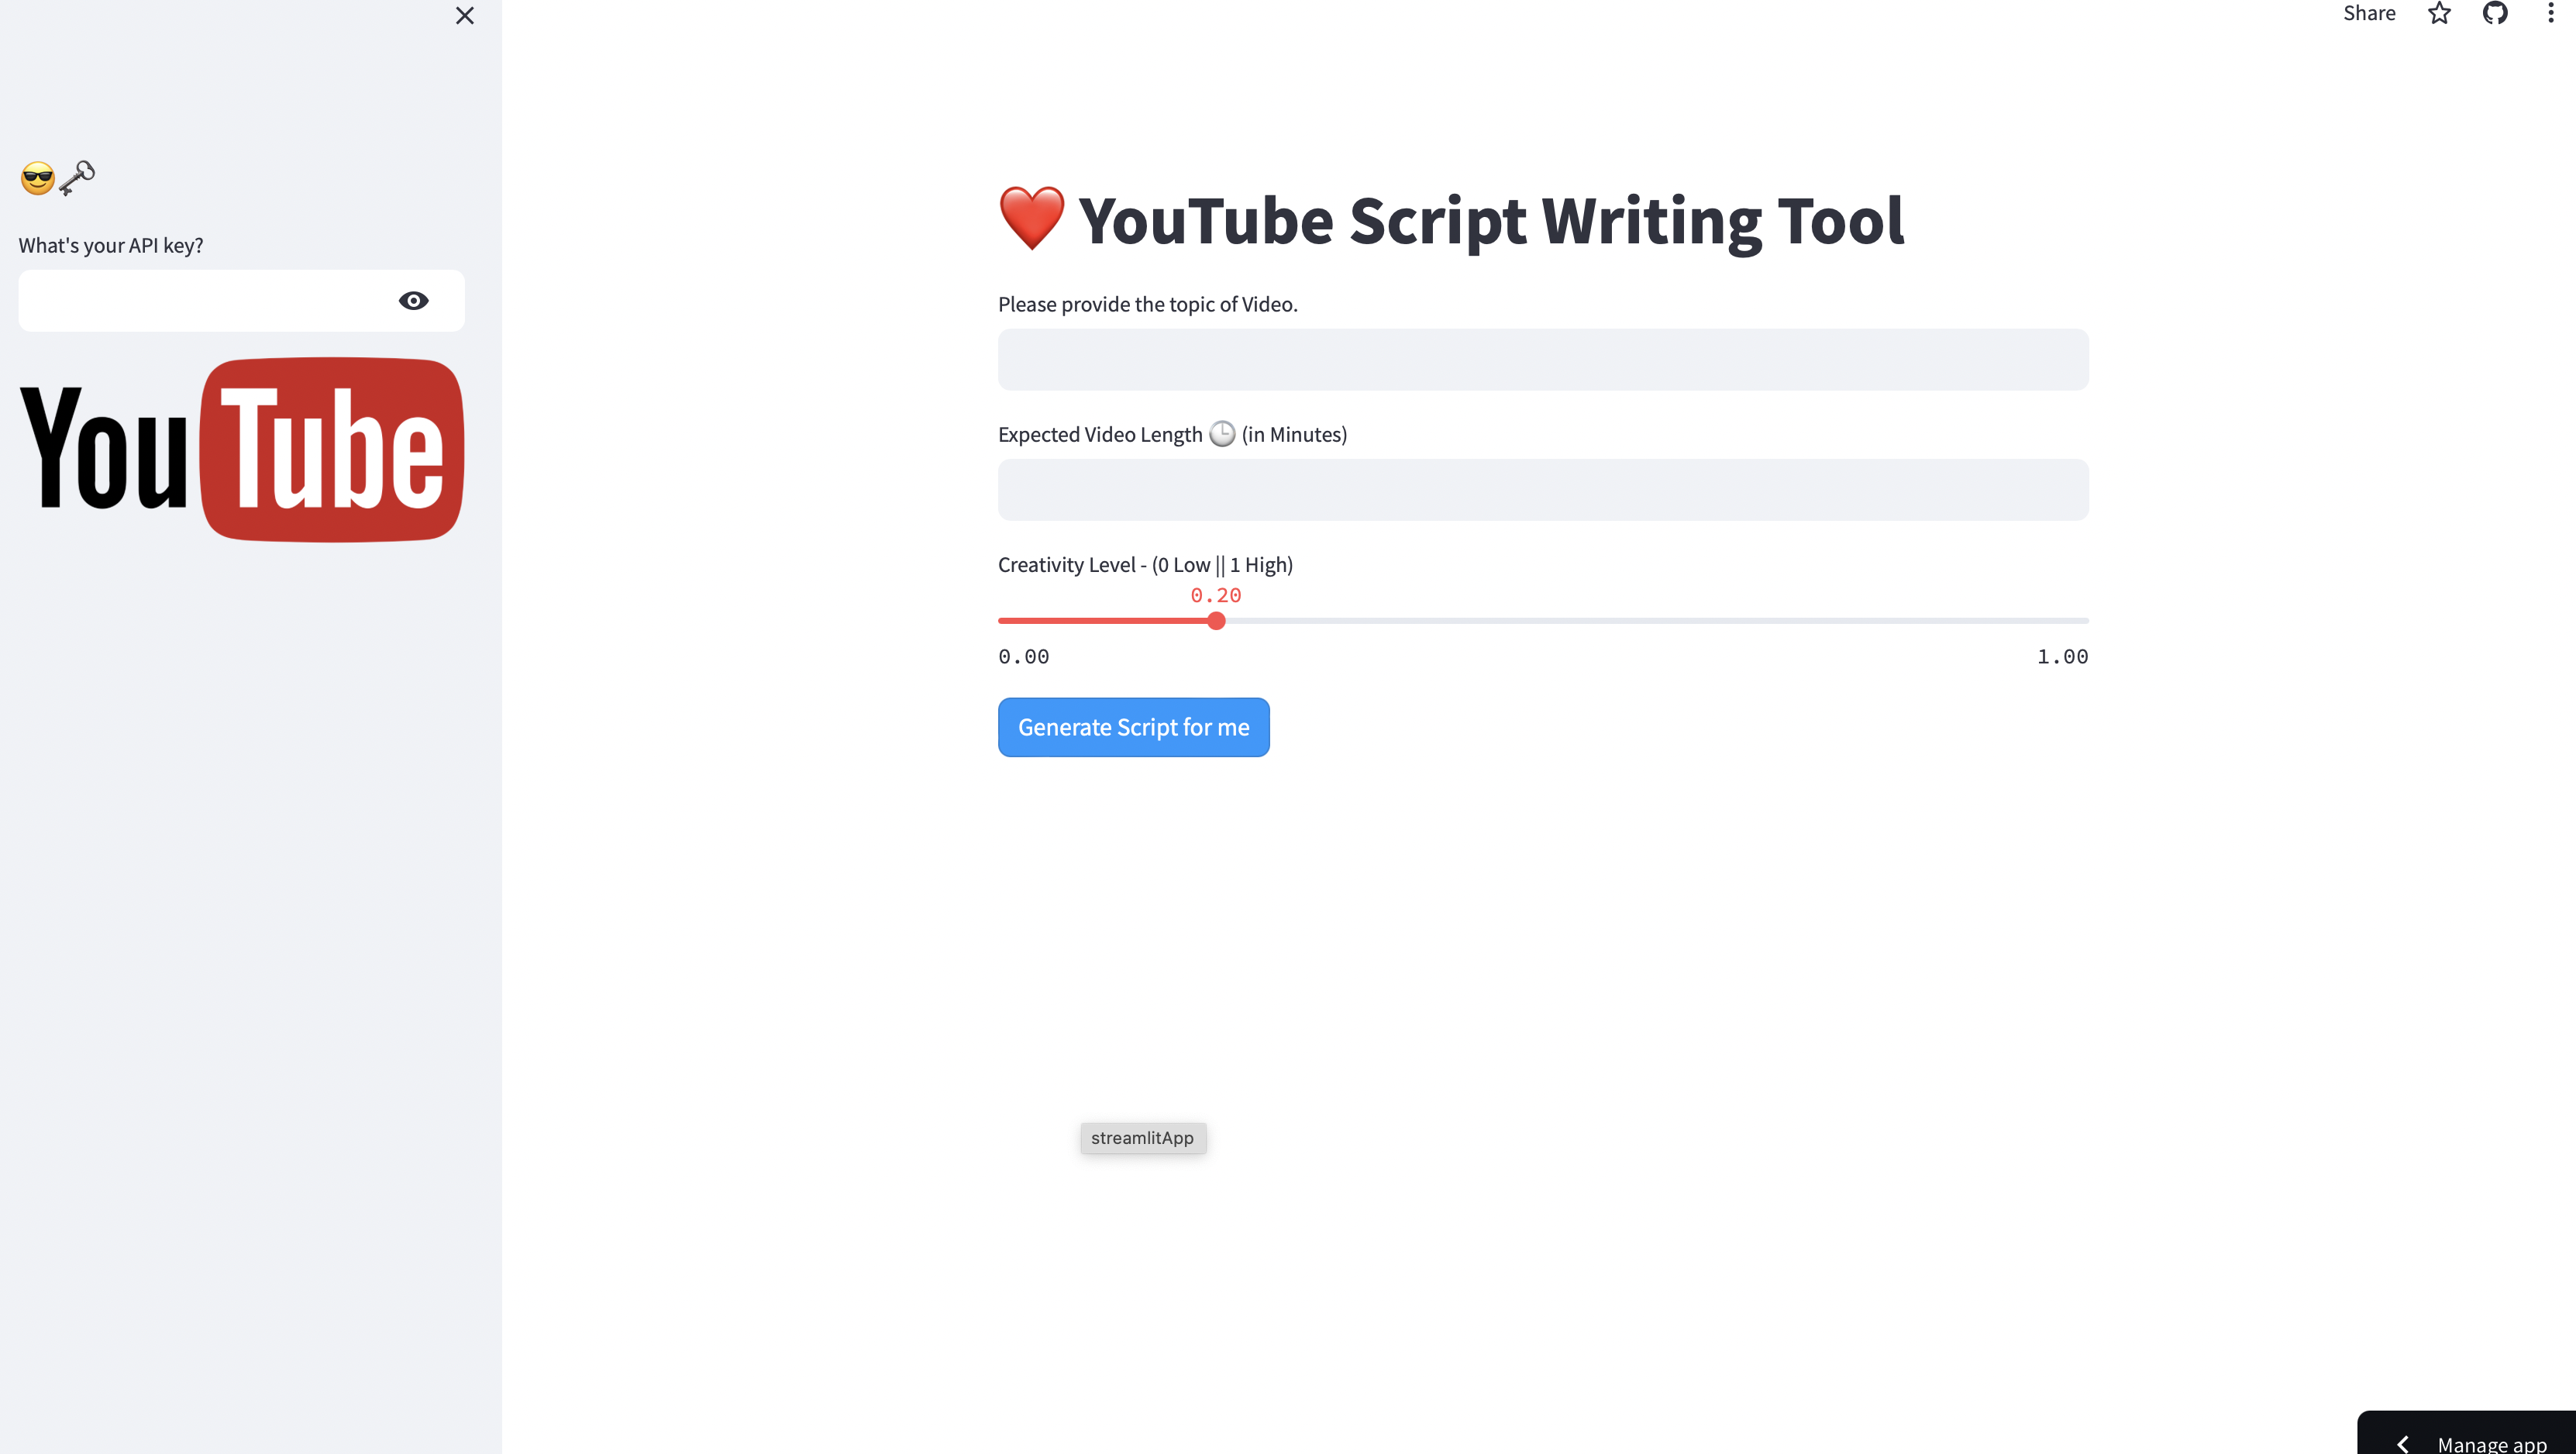 Share
What's your API key?
YouTube
❤️ YouTube Script Writing Tool
Please provide the topic of Video.
Expected Video Length 🕒 (in Minutes)
Creativity Level - (0 Low || 1 High)
0.20
0.00
1.00
Generate Script for me
streamlitApp
Manage app